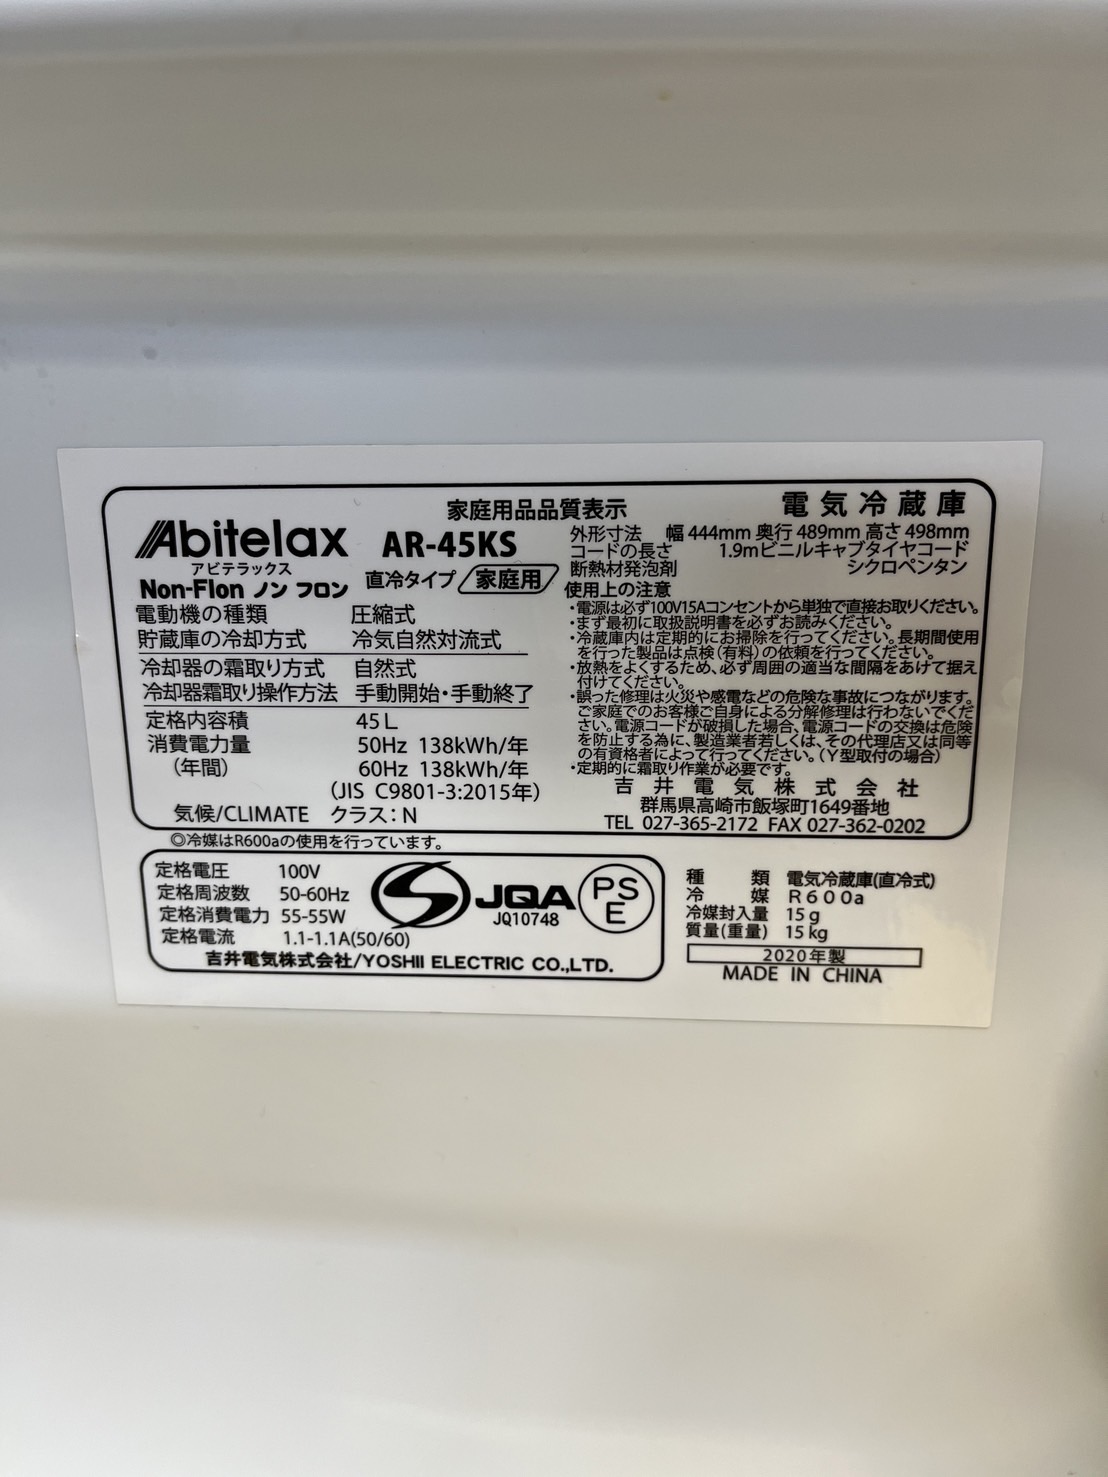 家庭用品品質表示
電気冷蔵庫
Abitelax
アビテラックス
AR-45KS
Non-Flon ノンフロン
直冷タイプ 家庭用
電動機の種類 圧縮式
貯蔵庫の冷却方式 冷気自然対流式
冷却器の霜取り方式 自然式
冷却器霜取り操作方法 手動開始・手動終了
定格内容積 45L
消費電力量 50Hz 138kWh/年
(年間) 60Hz 138kWh/年
(JIS C9801-3:2015年)
気候/CLIMATE クラス：N
外形寸法 幅 444mm 奥行 489mm 高さ 498mm
コードの長さ 1.9mビニルキャブタイヤコード
断熱材発泡剤 シクロペンタン
使用上の注意
・電源は必ず100V15Aコンセントから単独で直接お取りください。
・まず最初に取扱説明書を必ずお読みください。
・冷蔵庫内は定期的にお掃除を行ってください。長期間使用
を行った製品は点検(有料)の依頼を行ってください。
・放熱をよくするため、必ず周囲の適当な間隔をあけて据え
付けてください。
・誤った修理は火災や感電などの危険な事故につながります。
ご家庭でのお客様ご自身による分解修理は行わないでくだ
さい。電源コードが破損した場合、電源コードの交換は危険
を防止する為に、製造業者若しくは、その代理店又は同等
の有資格者によって行ってください。(Y型取付の場合)
・定期的に霜取り作業が必要です。
吉井電気株式会社
群馬県高崎市飯塚町1649番地
TEL 027-365-2172 FAX 027-362-0202
◎冷媒はR600aの使用を行っています。
定格電圧 100V
定格周波数 50-60Hz
定格消費電力 55-55W
定格電流 1.1-1.1A(50/60)
JQA
JQ10748
PS
E
吉井電気株式会社/YOSHII ELECTRIC CO.,LTD.
種類 電気冷蔵庫(直冷式)
冷媒 R600a
冷媒封入量 15g
質量(重量) 15kg
2020年製
MADE IN CHINA